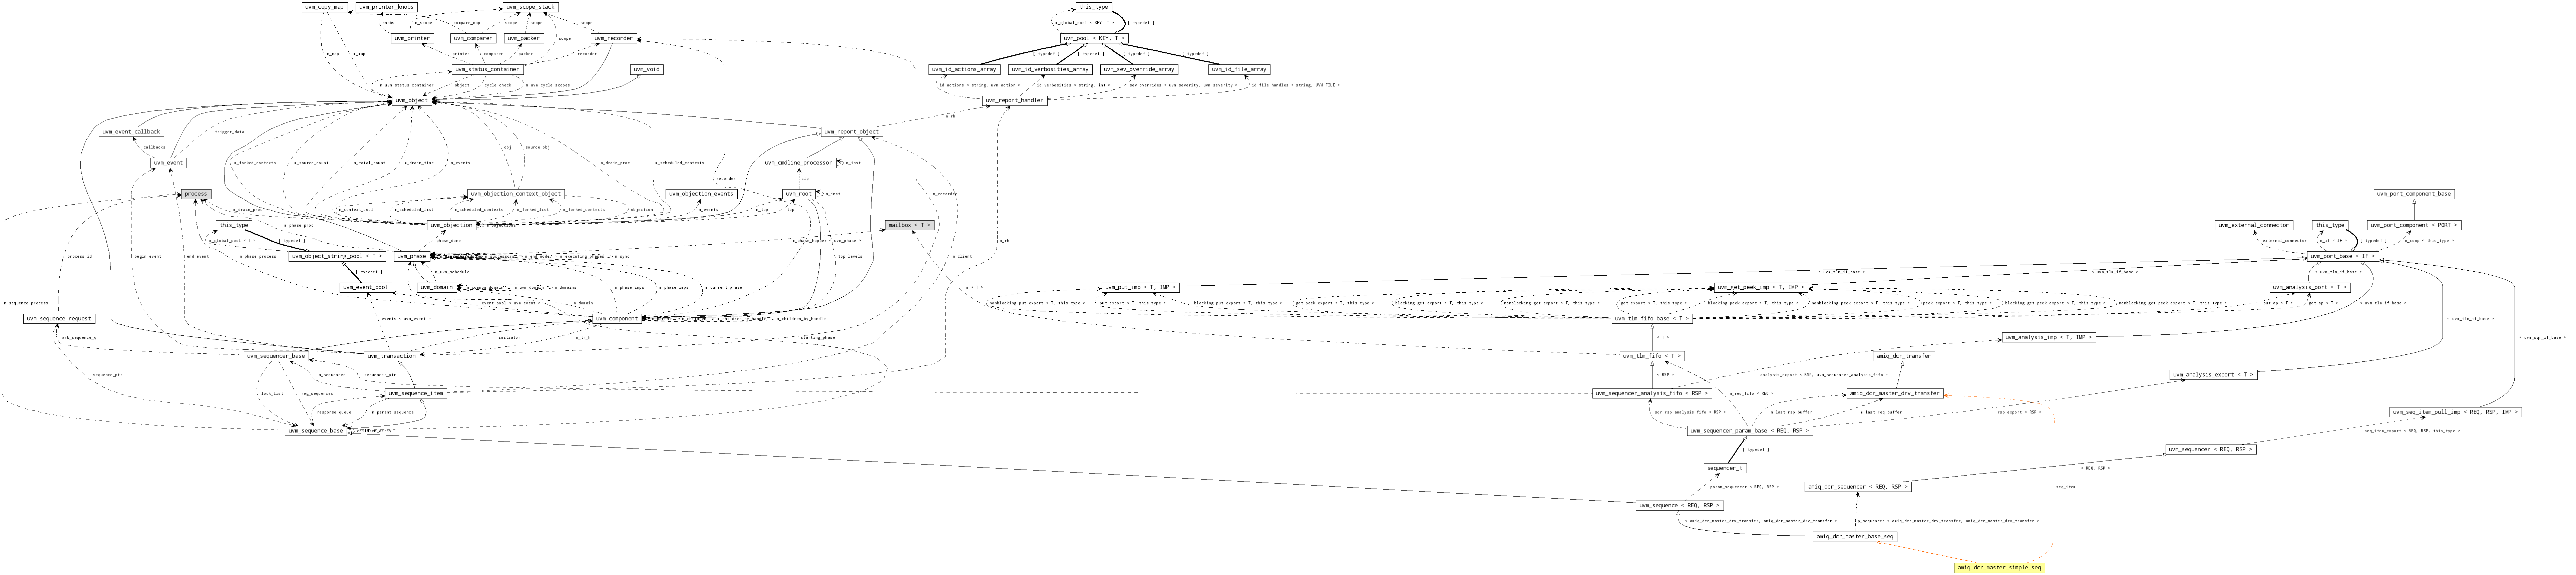 uvm_copy_map
uvm_printer_knobs
uvm_scope_stack
this_type
knobs
m_scope
compare_map
scope
scope
m_global_pool < KEY, T >
[ typedef ]
uvm_printer
uvm_comparer
uvm_packer
uvm_recorder
uvm_pool < KEY, T >
scope
m_map
m_map
printer
comparer
packer
recorder
[ typedef ]
[ typedef ]
[ typedef ]
[ typedef ]
uvm_status_container
uvm_void
uvm_id_actions_array
uvm_id_verbosities_array
uvm_sev_override_array
uvm_id_file_array
m_uvm_status_container
object
cycle_check
m_uvm_cycle_scopes
id_actions < string, uvm_action >
id_verbosities < string, int >
sev_overrides < uvm_severity, uvm_severity >
id_file_handles < string, UVM_FILE >
uvm_object
uvm_report_handler
m_rh
uvm_event_callback
trigger_data
uvm_report_object
callbacks
obj
source_obj
uvm_event
m_forked_contexts
m_source_count
m_total_count
m_drain_time
m_events
m_drain_proc
m_scheduled_contexts
uvm_cmdline_processor
m_inst
recorder
clp
process
uvm_objection_context_object
uvm_objection_events
uvm_root
m_inst
m_recorder
uvm_port_component_base
m_drain_proc
m_context_pool
m_scheduled_list
m_scheduled_contexts
m_forked_list
m_forked_contexts
objection
m_events
m_top
top
this_type
m_phase_proc
uvm_objection
mailbox < T >
uvm_external_connector
this_type
uvm_port_component < PORT >
m_global_pool < T >
[ typedef ]
phase_done
m_phase_hopper < uvm_phase >
external_connector
m_if < IF >
[ typedef ]
m_comp < this_type >
process_id
m_phase_process
uvm_object_string_pool < T >
uvm_phase
m_executing_phases
m_sync
top_levels
m_client
m_rh
uvm_port_base < IF >
begin_event
end_event
[ typedef ]
m_uvm_schedule
m_phase_imps
m_phase_imps
m_current_phase
< uvm_tlm_if_base >
< uvm_tlm_if_base >
< uvm_tlm_if_base >
uvm_event_pool
uvm_domain
m_domains
m < T >
uvm_put_imp < T, IMP >
uvm_get_peek_imp < T, IMP >
uvm_analysis_port < T >
m_sequence_process
event_pool < uvm_event >
m_domain
nonblocking_put_export < T, this_type >
put_export < T, this_type >
blocking_put_export < T, this_type >
get_peek_export < T, this_type >
blocking_get_export < T, this_type >
nonblocking_get_export < T, this_type >
get_export < T, this_type >
blocking_peek_export < T, this_type >
nonblocking_peek_export < T, this_type >
peek_export < T, this_type >
blocking_get_peek_export < T, this_type >
nonblocking_get_peek_export < T, this_type >
put_ap < T >
get_ap < T >
< uvm_tlm_if_base >
uvm_sequence_request
events < uvm_event >
uvm_component
m_children_by_handle
uvm_tlm_fifo_base < T >
< uvm_tlm_if_base >
arb_sequence_q
initiator
m_tr_h
starting_phase
< T >
uvm_analysis_imp < T, IMP >
< uvm_sqr_if_base >
uvm_sequencer_base
uvm_transaction
uvm_tlm_fifo < T >
amiq_dcr_transfer
sequence_ptr
m_sequencer
sequencer_ptr
< RSP >
analysis_export < RSP, uvm_sequencer_analysis_fifo >
uvm_analysis_export < T >
lock_list
reg_sequences
uvm_sequence_item
uvm_sequencer_analysis_fifo < RSP >
m_req_fifo < REQ >
amiq_dcr_master_drv_transfer
response_queue
m_parent_sequence
sqr_rsp_analysis_fifo < RSP >
m_last_rsp_buffer
m_last_req_buffer
rsp_export < RSP >
uvm_seq_item_pull_imp < REQ, RSP, IMP >
uvm_sequence_base
uvm_sequencer_param_base < REQ, RSP >
seq_item_export < REQ, RSP, this_type >
[ typedef ]
uvm_sequencer < REQ, RSP >
sequencer_t
< REQ, RSP >
param_sequencer < REQ, RSP >
amiq_dcr_sequencer < REQ, RSP >
seq_item
uvm_sequence < REQ, RSP >
< amiq_dcr_master_drv_transfer, amiq_dcr_master_drv_transfer >
p_sequencer < amiq_dcr_master_drv_transfer, amiq_dcr_master_drv_transfer >
amiq_dcr_master_base_seq
amiq_dcr_master_simple_seq